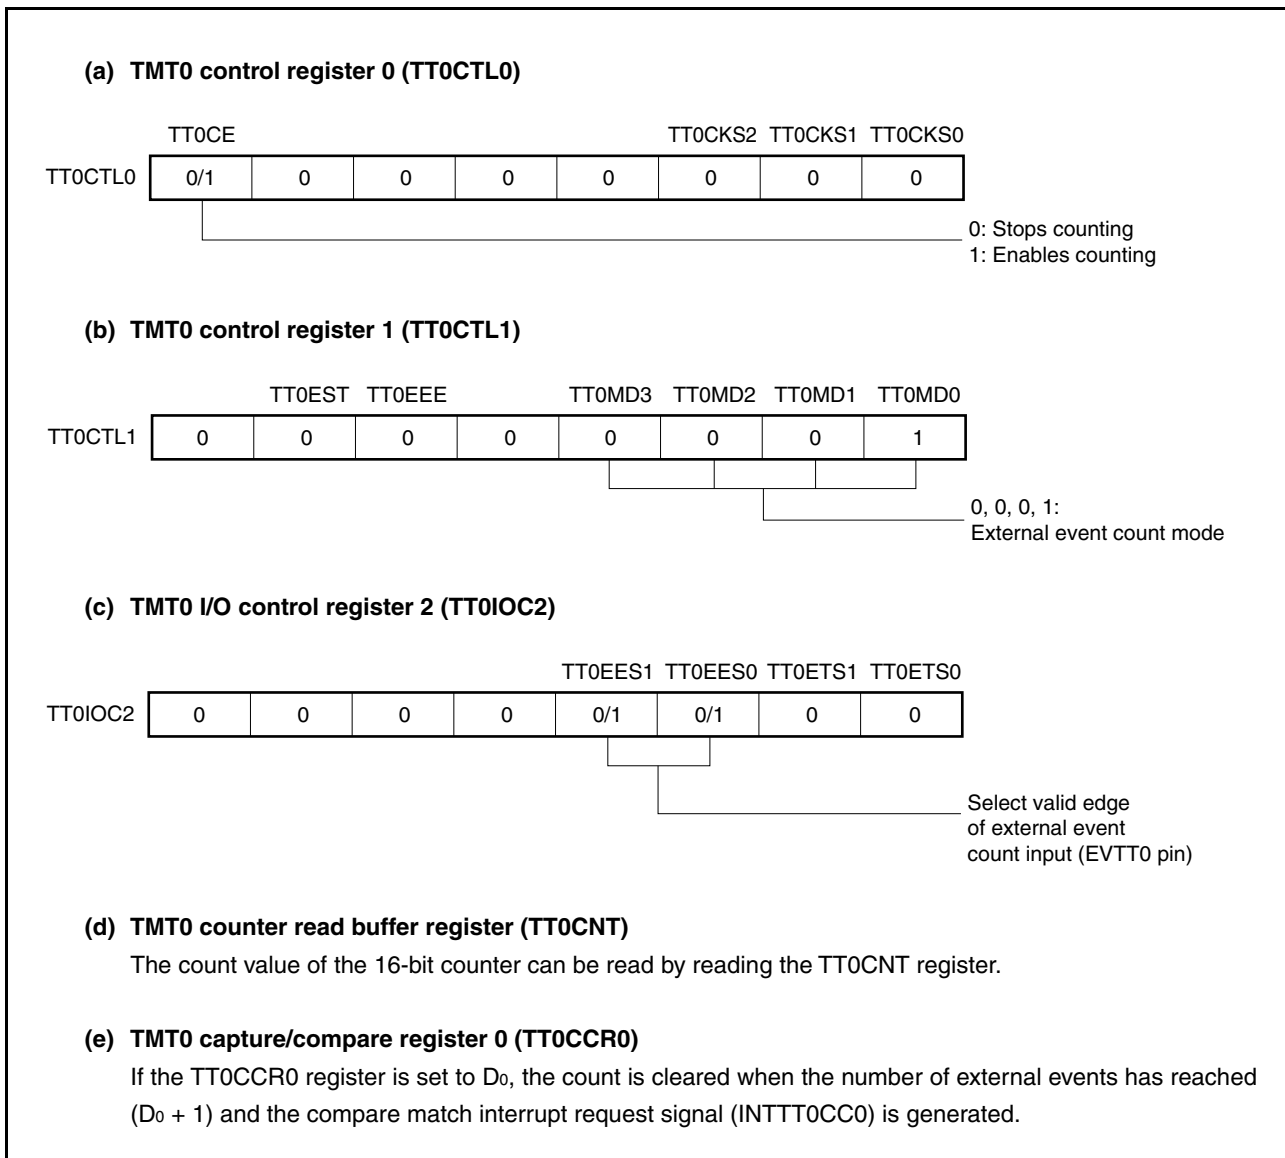 (a) TMT0 control register 0 (TT0CTL0)
TT0CE TT0CKS2 TT0CKS1 TT0CKS0
TT0CTL0 0/1 0 0 0 0 0 0 0
0: Stops counting
1: Enables counting
(b) TMT0 control register 1 (TT0CTL1)
TT0EST TT0EEE TT0MD3 TT0MD2 TT0MD1 TT0MD0
TT0CTL1 0 0 0 0 0 0 0 1
0, 0, 0, 1:
External event count mode
(c) TMT0 I/O control register 2 (TT0IOC2)
TT0EES1 TT0EES0 TT0ETS1 TT0ETS0
TT0IOC2 0 0 0 0 0/1 0/1 0 0
Select valid edge
of external event
count input (EVTT0 pin)
(d) TMT0 counter read buffer register (TT0CNT)
The count value of the 16-bit counter can be read by reading the TT0CNT register.
(e) TMT0 capture/compare register 0 (TT0CCR0)
If the TT0CCR0 register is set to D0, the count is cleared when the number of external events has reached
(D0 + 1) and the compare match interrupt request signal (INTTT0CC0) is generated.